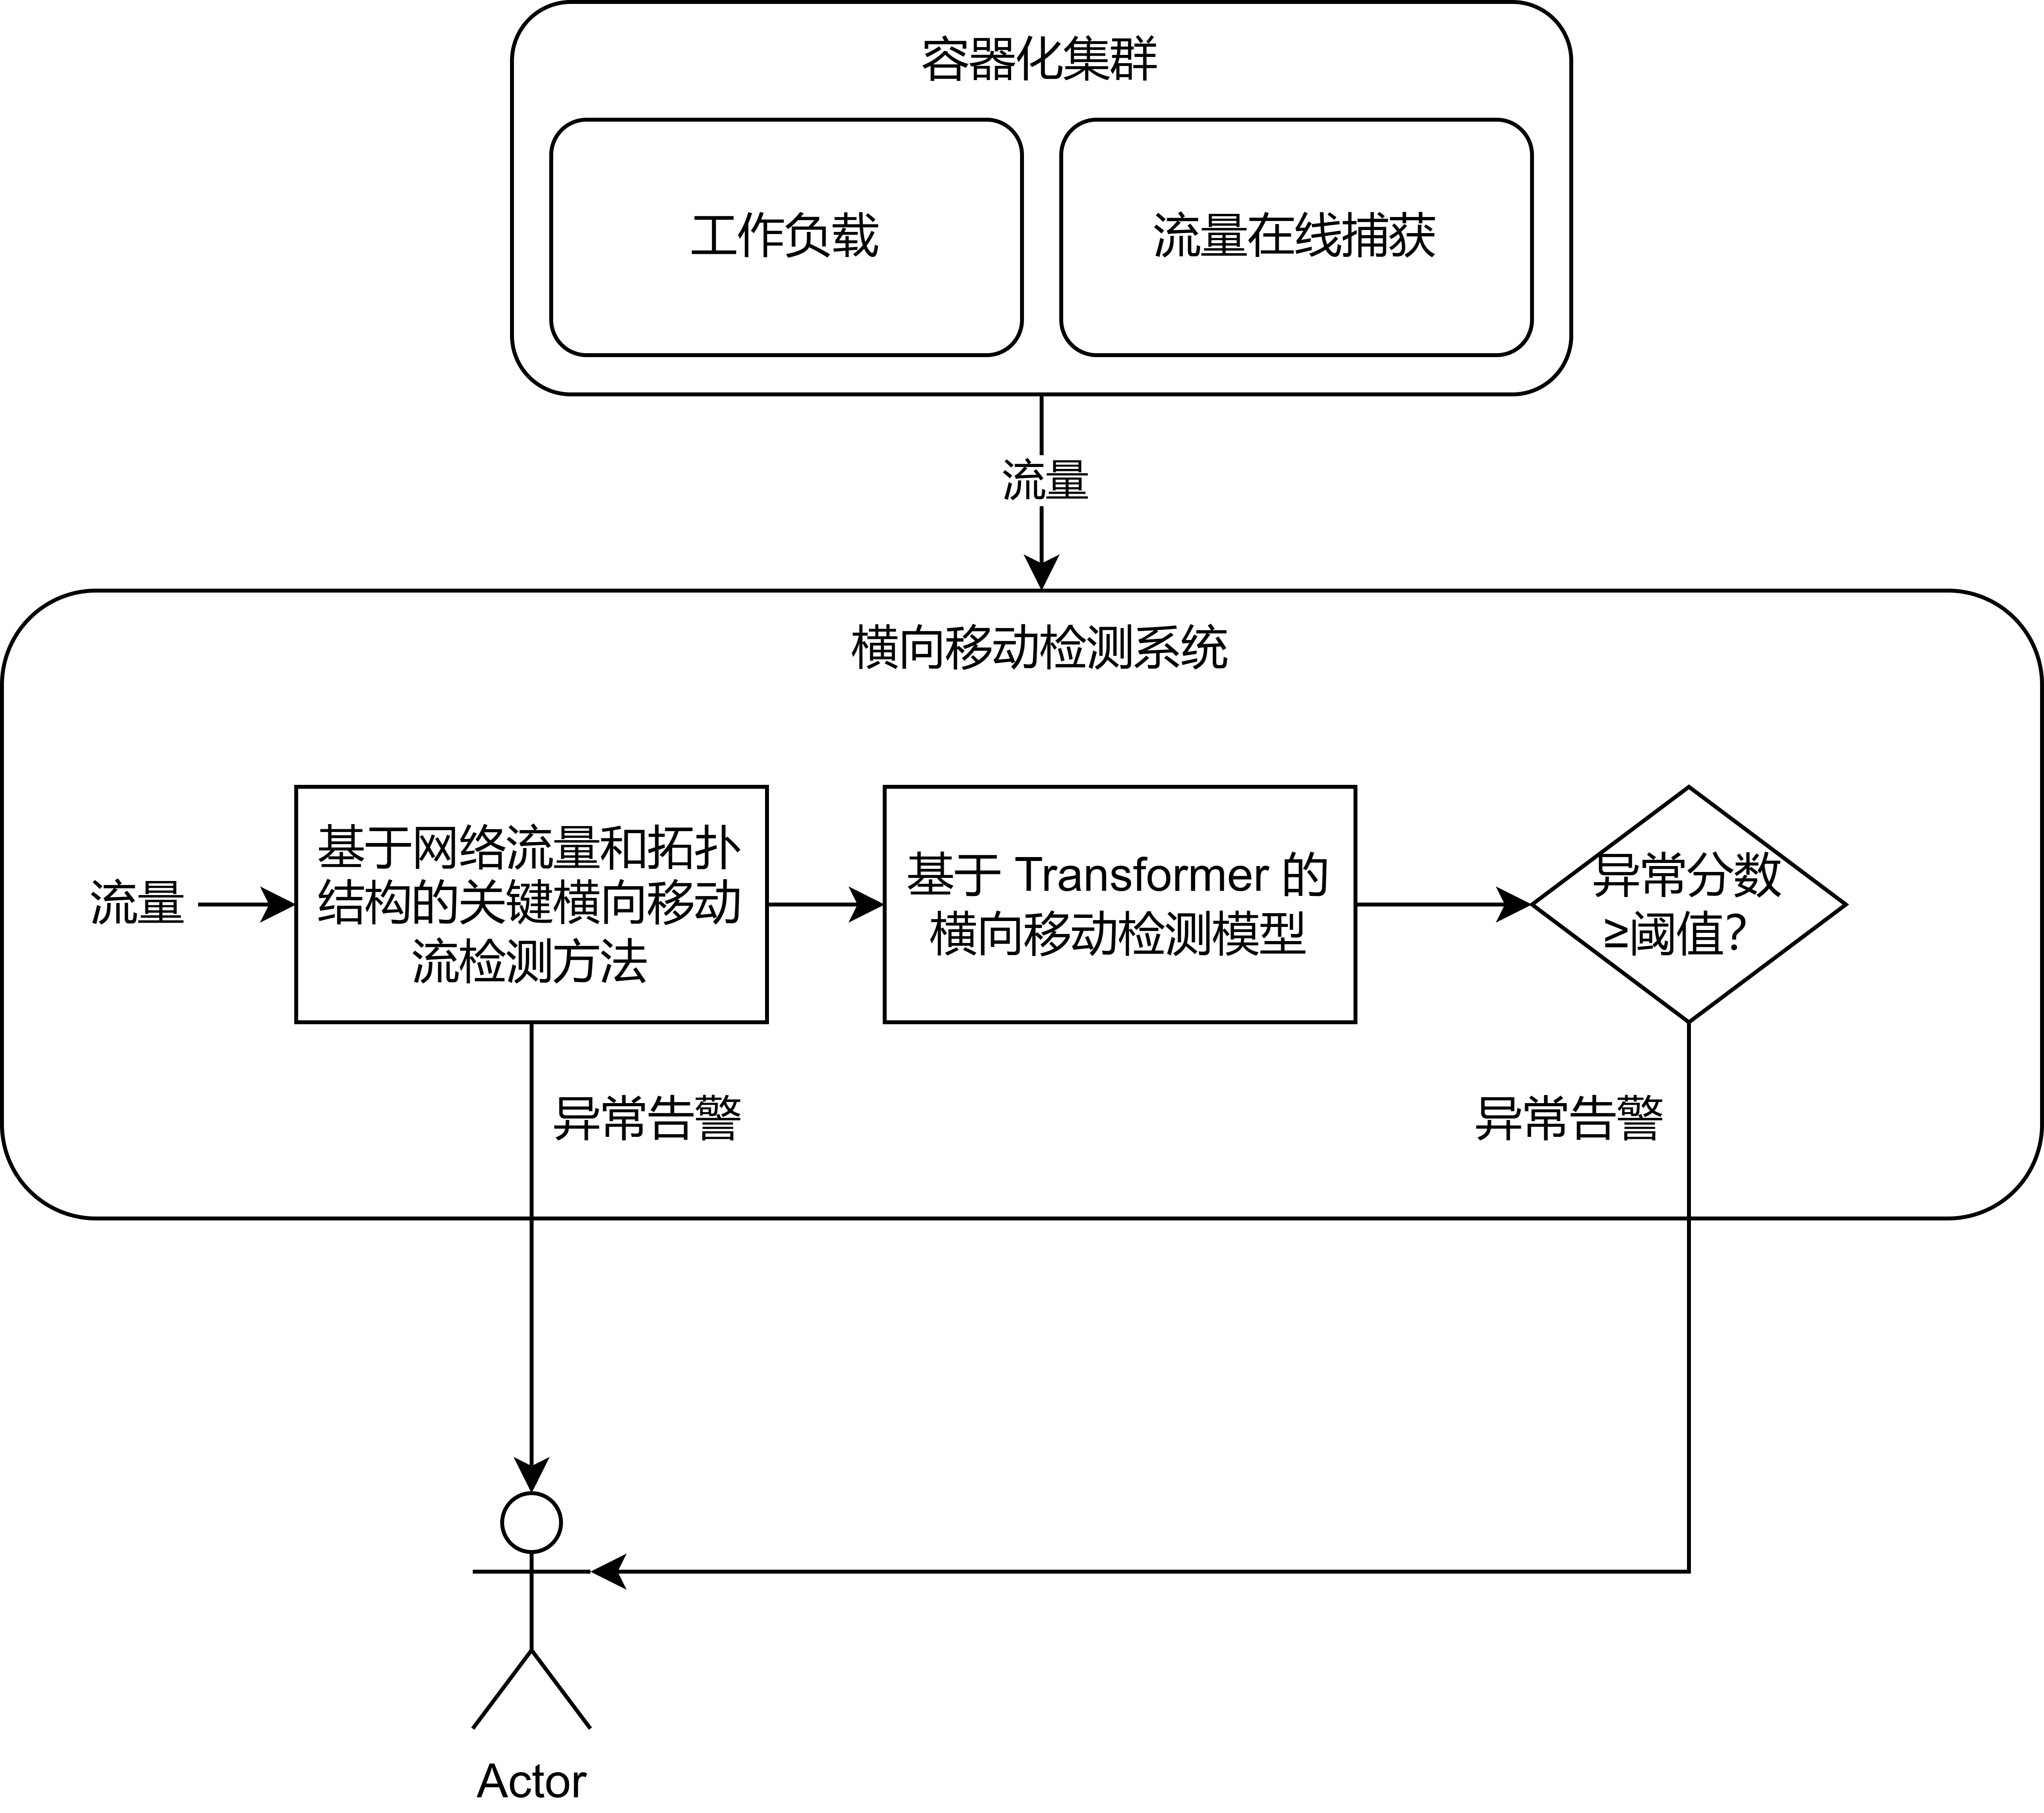 容器化集群
工作负载
流量在线捕获
流量
横向移动检测系统
流量
基于网络流量和拓扑
结构的关键横向移动
流检测方法
基于 Transformer 的
横向移动检测模型
异常分数
≥阈值?
异常告警
异常告警
Actor